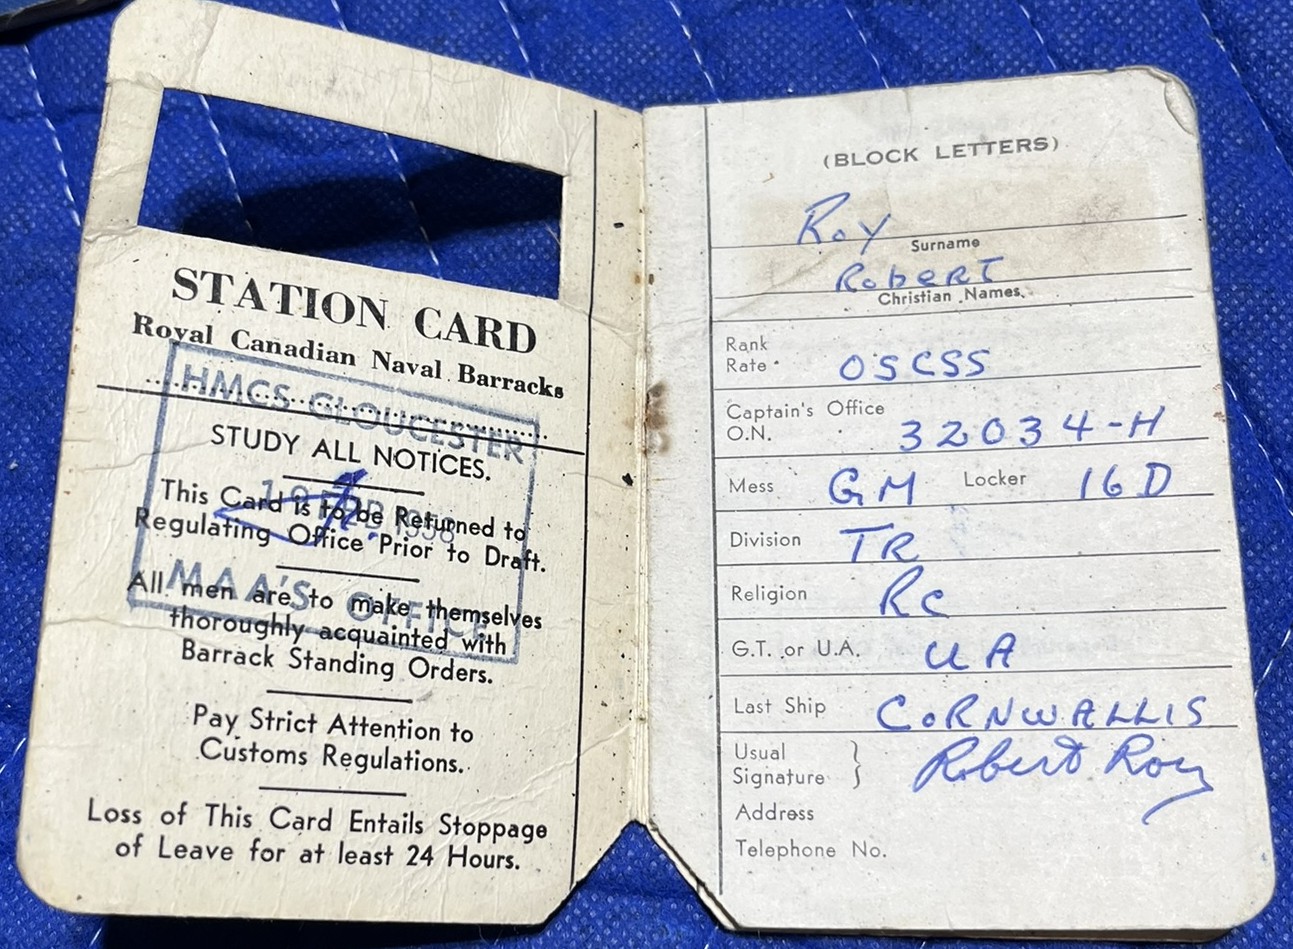 STATION CARD
Royal Canadian Naval Barracks
HMCS GLOUCESTER
STUDY ALL NOTICES.
This Card is to be Returned to
Regulating Office Prior to Draft.
FEB 1958
MAA'S OFFICE
All men are to make themselves
thoroughly acquainted with
Barrack Standing Orders.
Pay Strict Attention to
Customs Regulations.
Loss of This Card Entails Stoppage
of Leave for at least 24 Hours.
(BLOCK LETTERS)
Roy
Surname
RobERT
Christian Names.
Rank
Rate OSCSS
Captain's Office
O.N. 32034-H
Mess GM Locker 16D
Division TR
Religion RC
G.T. or U.A. UA
Last Ship CORNWALLIS
Usual
Signature } Robert Roy
Address
Telephone No.